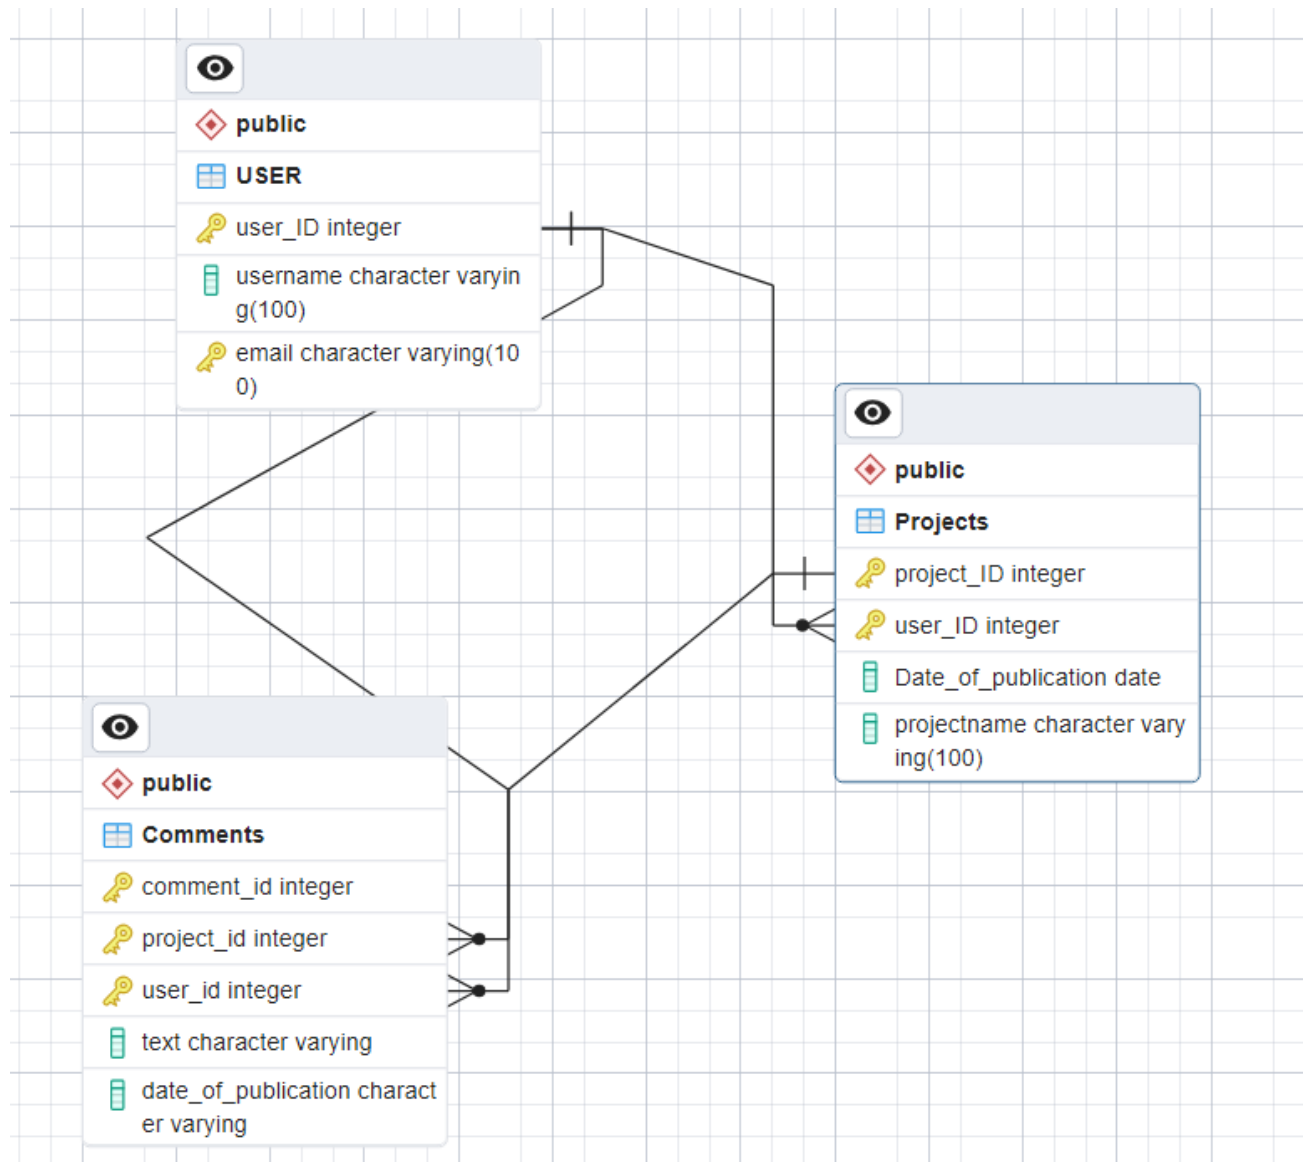 public
USER
user_ID integer
username character varyin
g(100)
email character varying(10
0)
public
Projects
project_ID integer
user_ID integer
Date_of_publication date
projectname character vary
ing(100)
public
Comments
comment_id integer
project_id integer
user_id integer
text character varying
date_of_publication charact
er varying